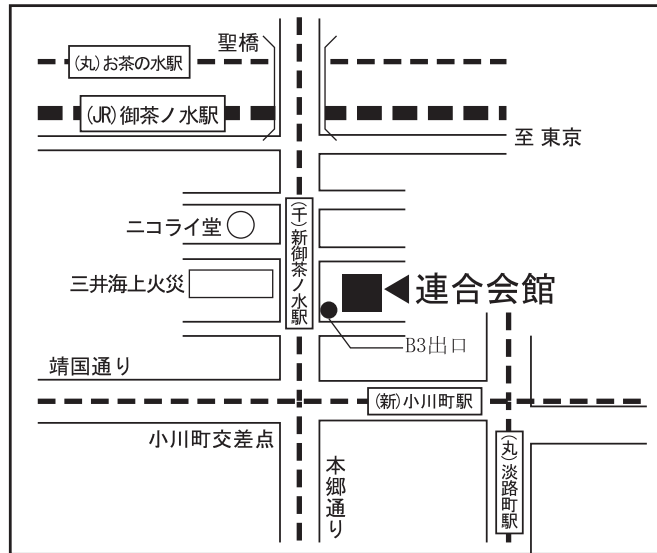 聖橋
(丸)お茶の水駅
(JR)御茶ノ水駅
至 東京
ニコライ堂
(千)新御茶ノ水駅
三井海上火災
連合会館
B3出口
靖国通り
(新)小川町駅
小川町交差点
本郷通り
(丸)淡路町駅